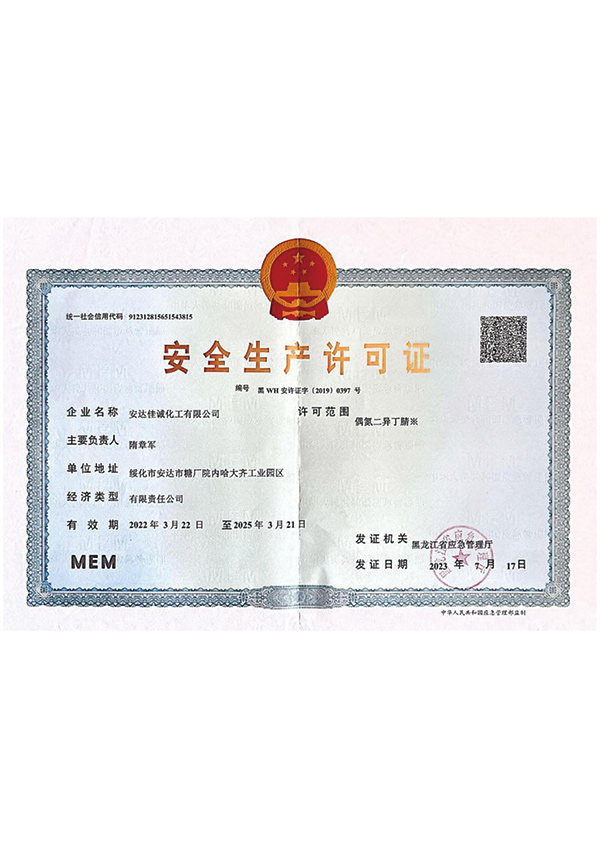 统一社会信用代码 912312815651543815
安全生产许可证
编号 黑 WH 安许证字〔2019〕0397 号
企业名称 安达佳诚化工有限公司 许可范围
偶氮二异丁腈※
主要负责人 隋章军
单位地址 绥化市安达市糖厂院内哈大齐工业园区
经济类型 有限责任公司
有效期 2022 年 3 月 22 日 至 2025 年 3 月 21 日
发证机关 黑龙江省应急管理厅
MEM
发证日期 2023 年 7 月 17 日
中华人民共和国应急管理部监制